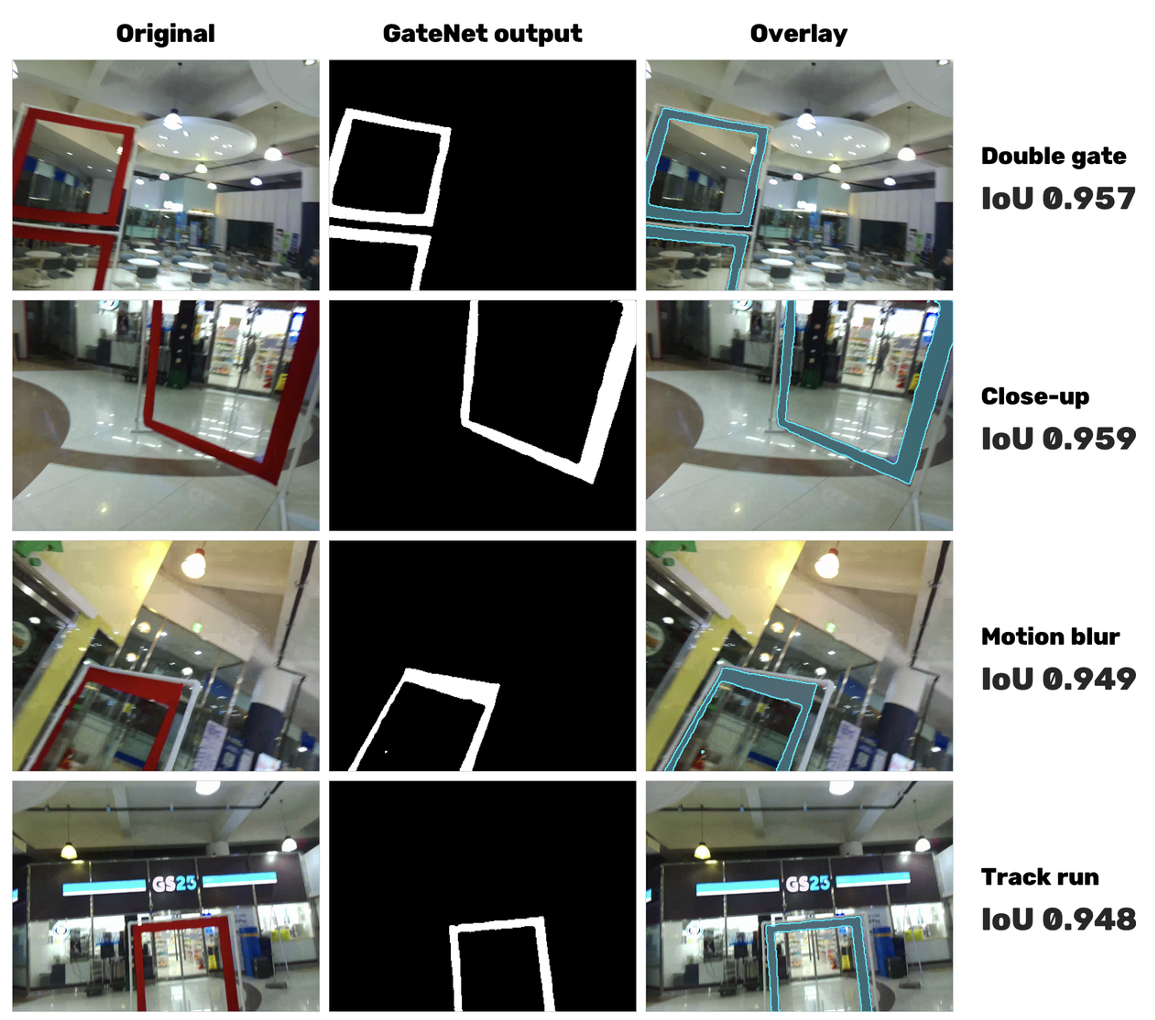 Original GateNet output Overlay
Double gate
IoU 0.957
Close-up
IoU 0.959
Motion blur
IoU 0.949
GS25 GS25
Track run
IoU 0.948